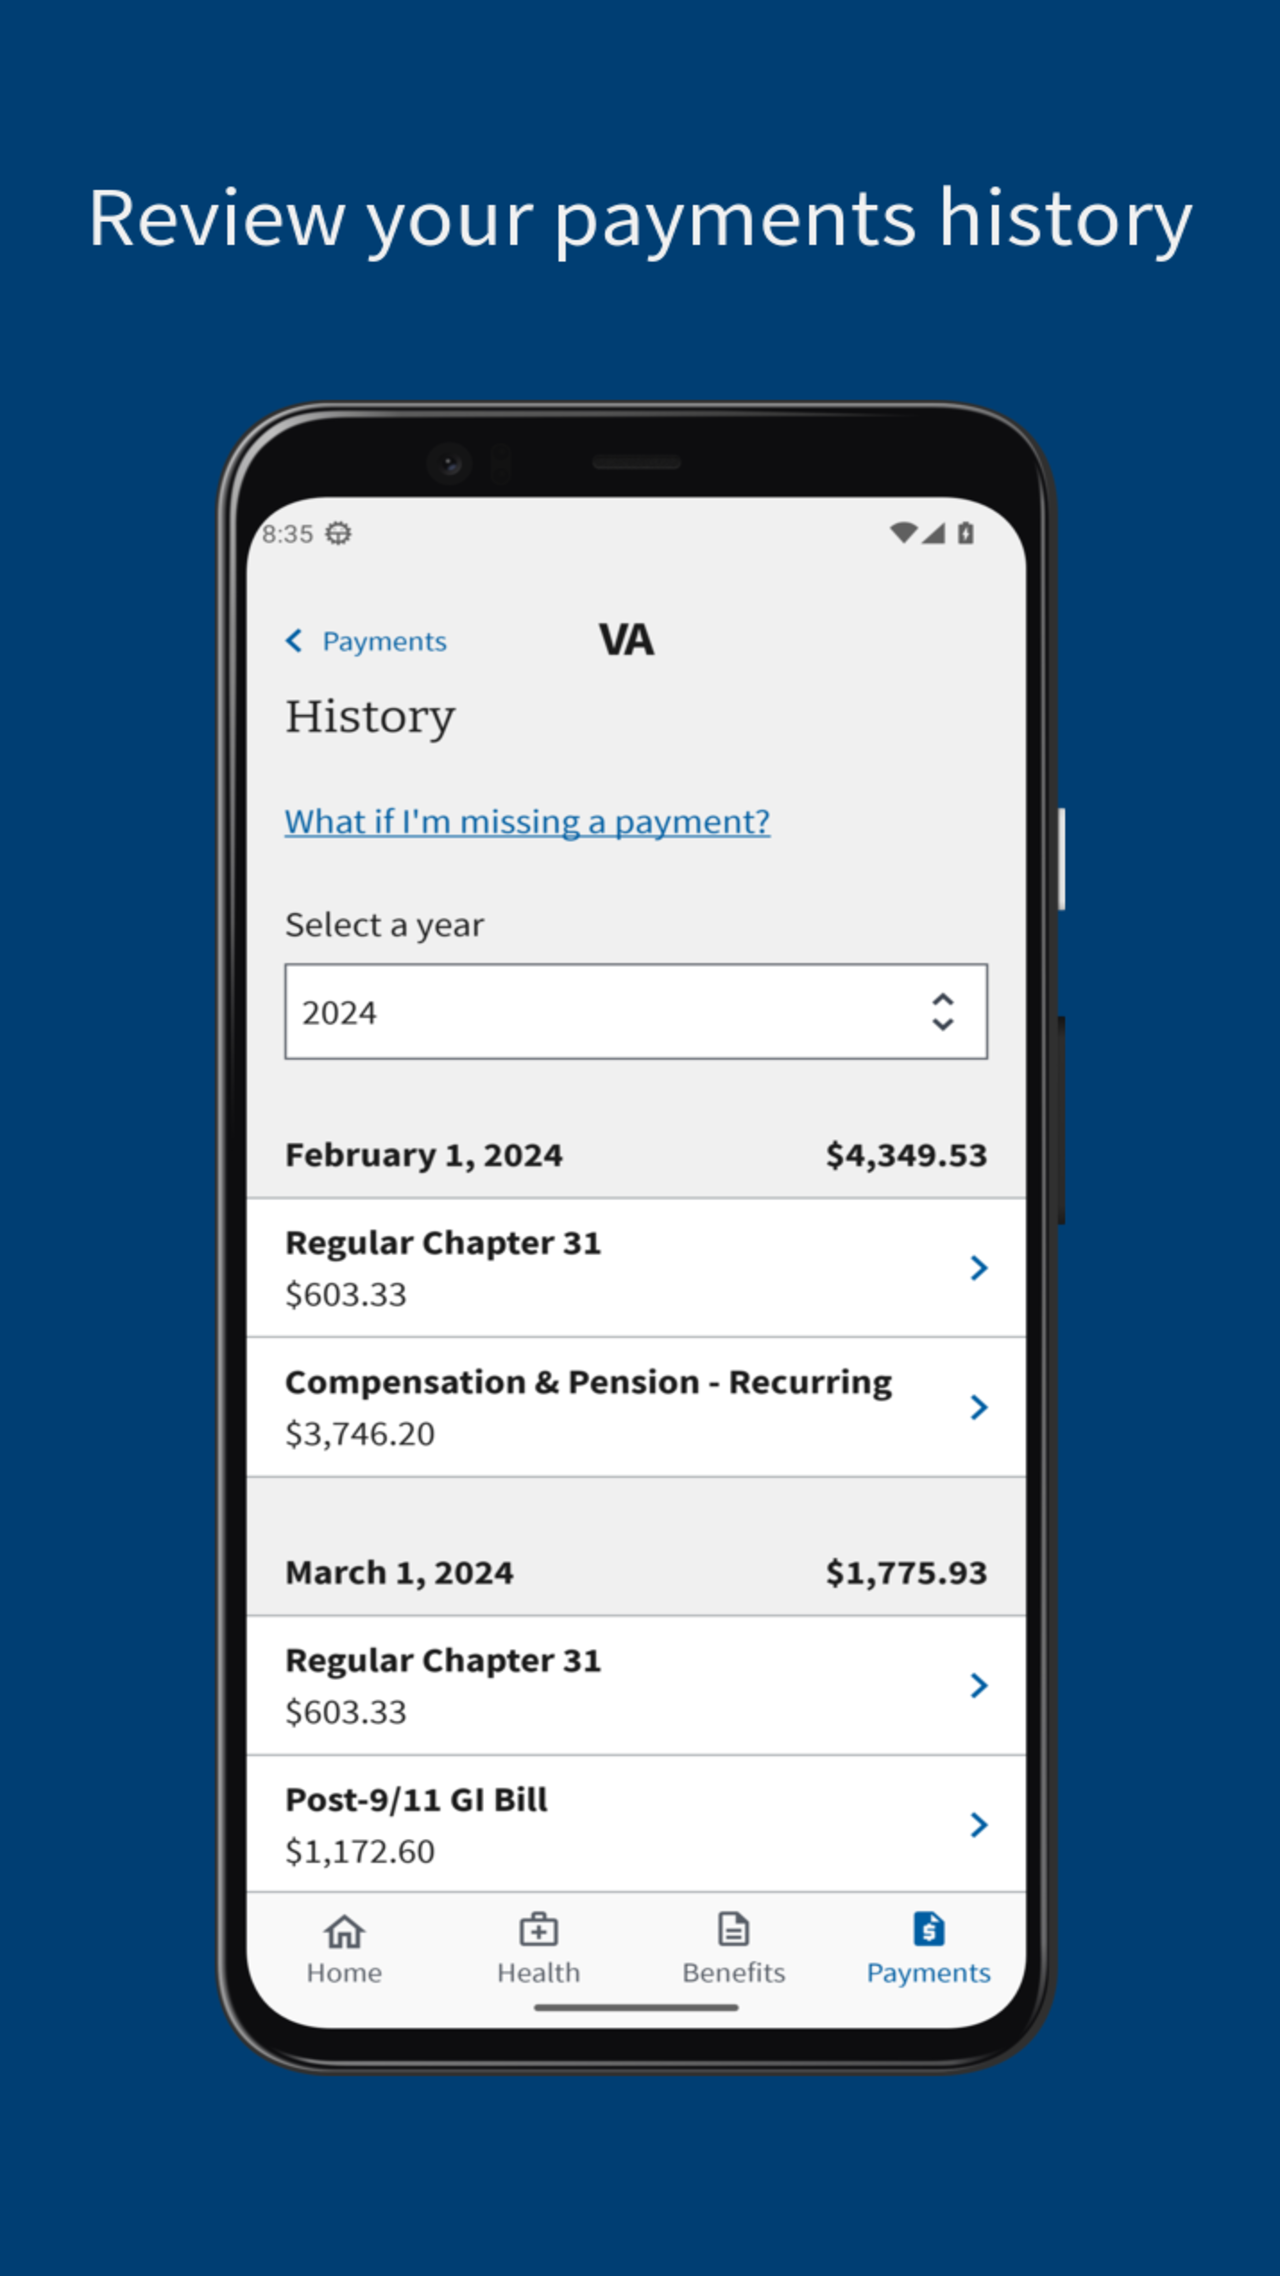 Review your payments history
8:35
Payments
VA
History
What if I'm missing a payment?
Select a year
2024
February 1, 2024 $4,349.53
Regular Chapter 31
$603.33
Compensation & Pension - Recurring
$3,746.20
March 1, 2024 $1,775.93
Regular Chapter 31
$603.33
Post-9/11 GI Bill
$1,172.60
Home Health Benefits Payments